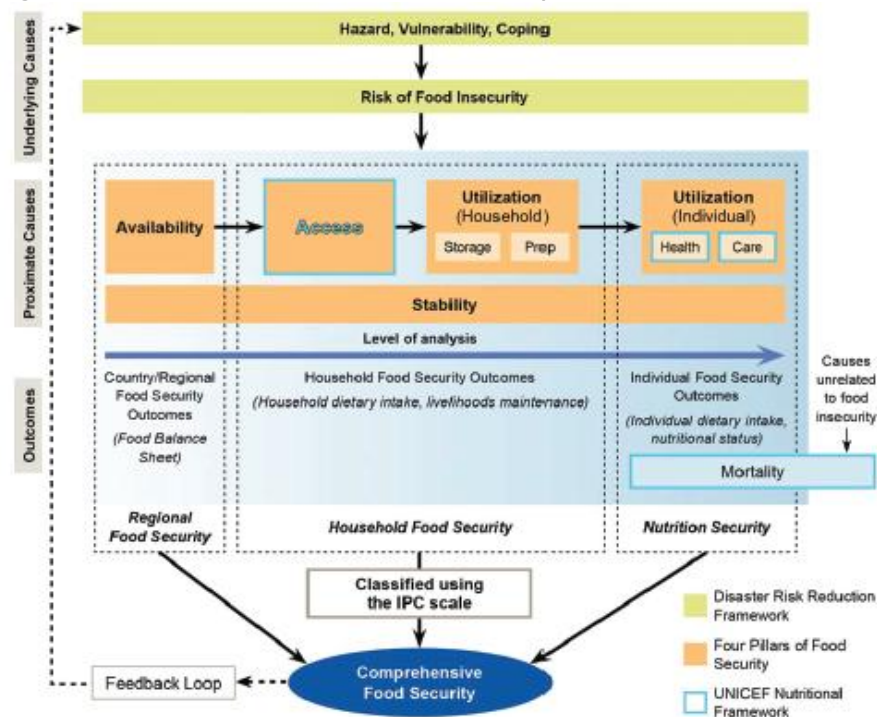 Underlying Causes
Hazard, Vulnerability, Coping
Risk of Food Insecurity
Proximate Causes
Availability
Access
Utilization
(Household)
Storage
Prep
Utilization
(Individual)
Health
Care
Stability
Level of analysis
Outcomes
Country/Regional
Food Security
Outcomes
(Food Balance
Sheet)
Household Food Security Outcomes
(Household dietary intake, livelihoods maintenance)
Individual Food Security
Outcomes
(Individual dietary intake,
nutritional status)
Causes
unrelated
to food
insecurity
Mortality
Regional
Food Security
Household Food Security
Nutrition Security
Classified using
the IPC scale
Comprehensive
Food Security
Feedback Loop
Disaster Risk Reduction
Framework
Four Pillars of Food
Security
UNICEF Nutritional
Framework